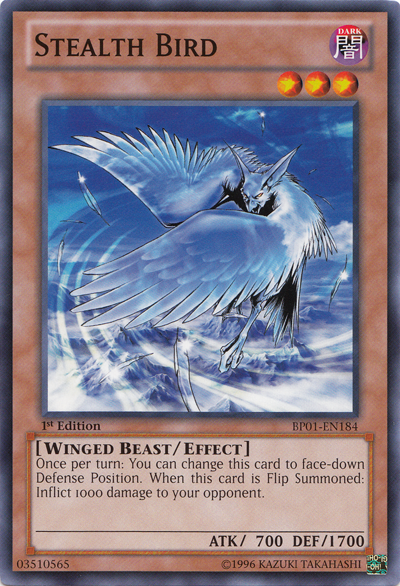 STEALTH BIRD
DARK
闇
1st Edition
BP01-EN184
[WINGED BEAST/EFFECT]
Once per turn: You can change this card to face-down
Defense Position. When this card is Flip Summoned:
Inflict 1000 damage to your opponent.
ATK/ 700 DEF/1700
03510565
©1996 KAZUKI TAKAHASHI